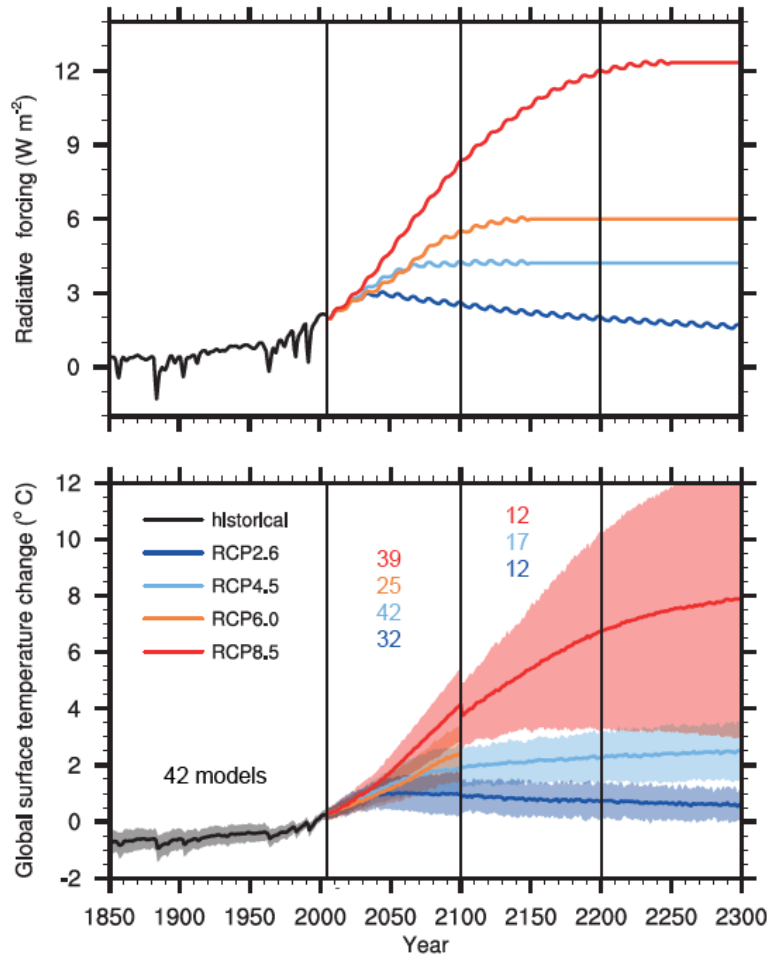 12
9
6
3
0
Radiative forcing (W m-2)
12
10
8
6
4
2
0
-2
Global surface temperature change (° C)
historical
RCP2.6
RCP4.5
RCP6.0
RCP8.5
39
25
42
32
12
17
12
42 models
1850 1900 1950 2000 2050 2100 2150 2200 2250 2300
Year